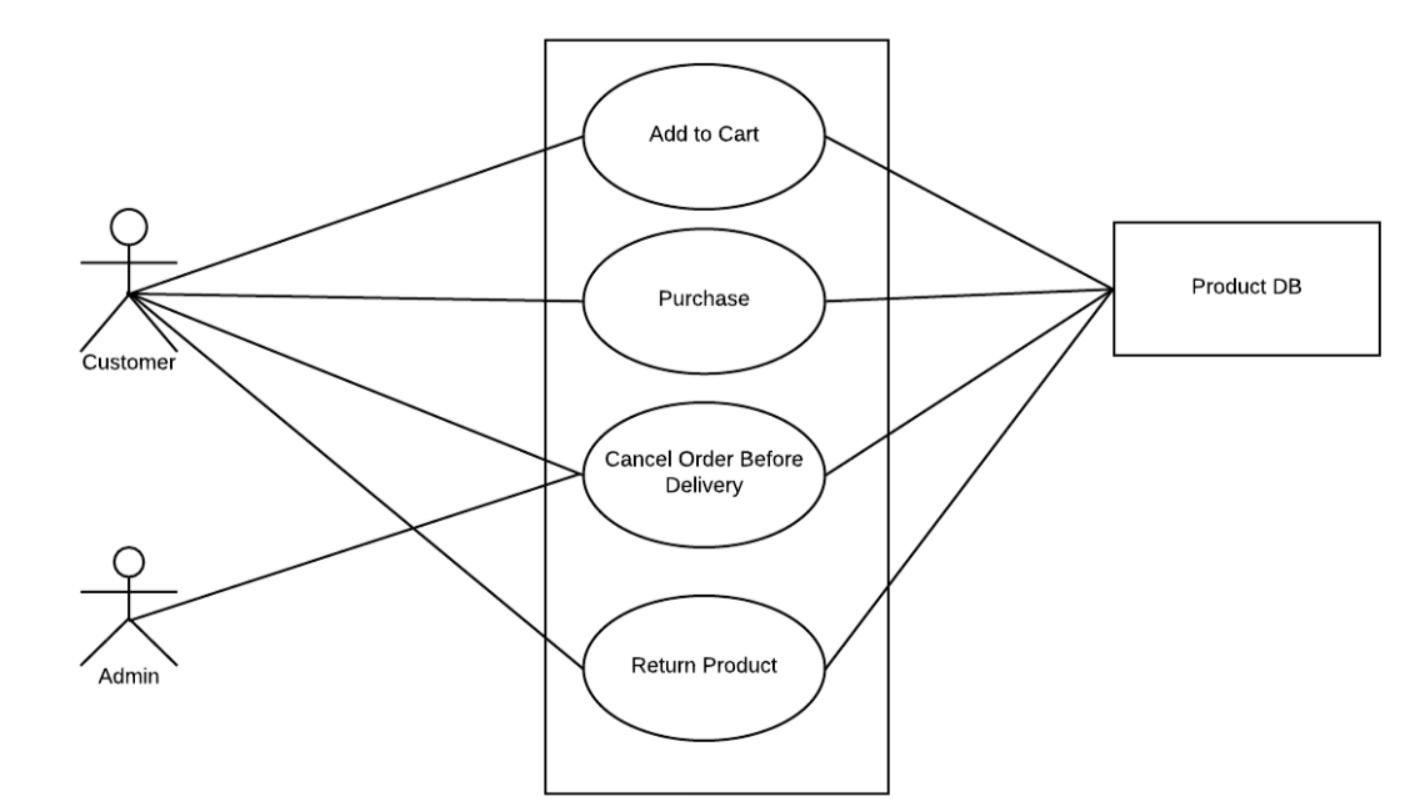 Add to Cart
Purchase
Product DB
Customer
Cancel Order Before
Delivery
Return Product
Admin